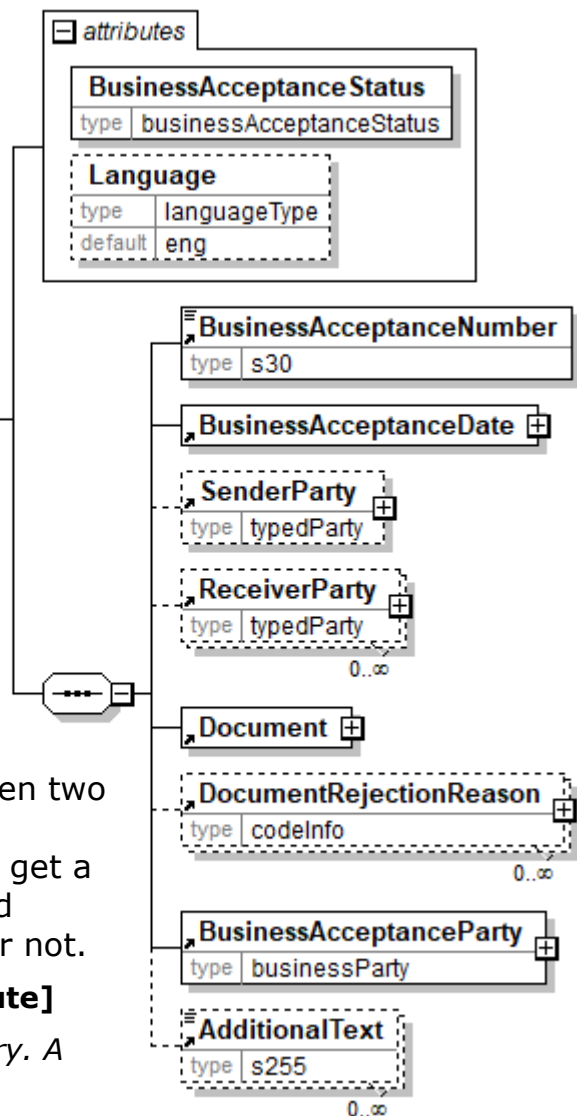 attributes
BusinessAcceptanceStatus
type businessAcceptanceStatus
Language
type languageType
default eng
BusinessAcceptanceNumber
type s30
BusinessAcceptanceDate
SenderParty
type typedParty
ReceiverParty
type typedParty
0..∞
Document
DocumentRejectionReason
type codeInfo
0..∞
BusinessAcceptanceParty
type businessParty
AdditionalText
type s255
0..∞
en two
get a
d
r not.
ute]
ry. A